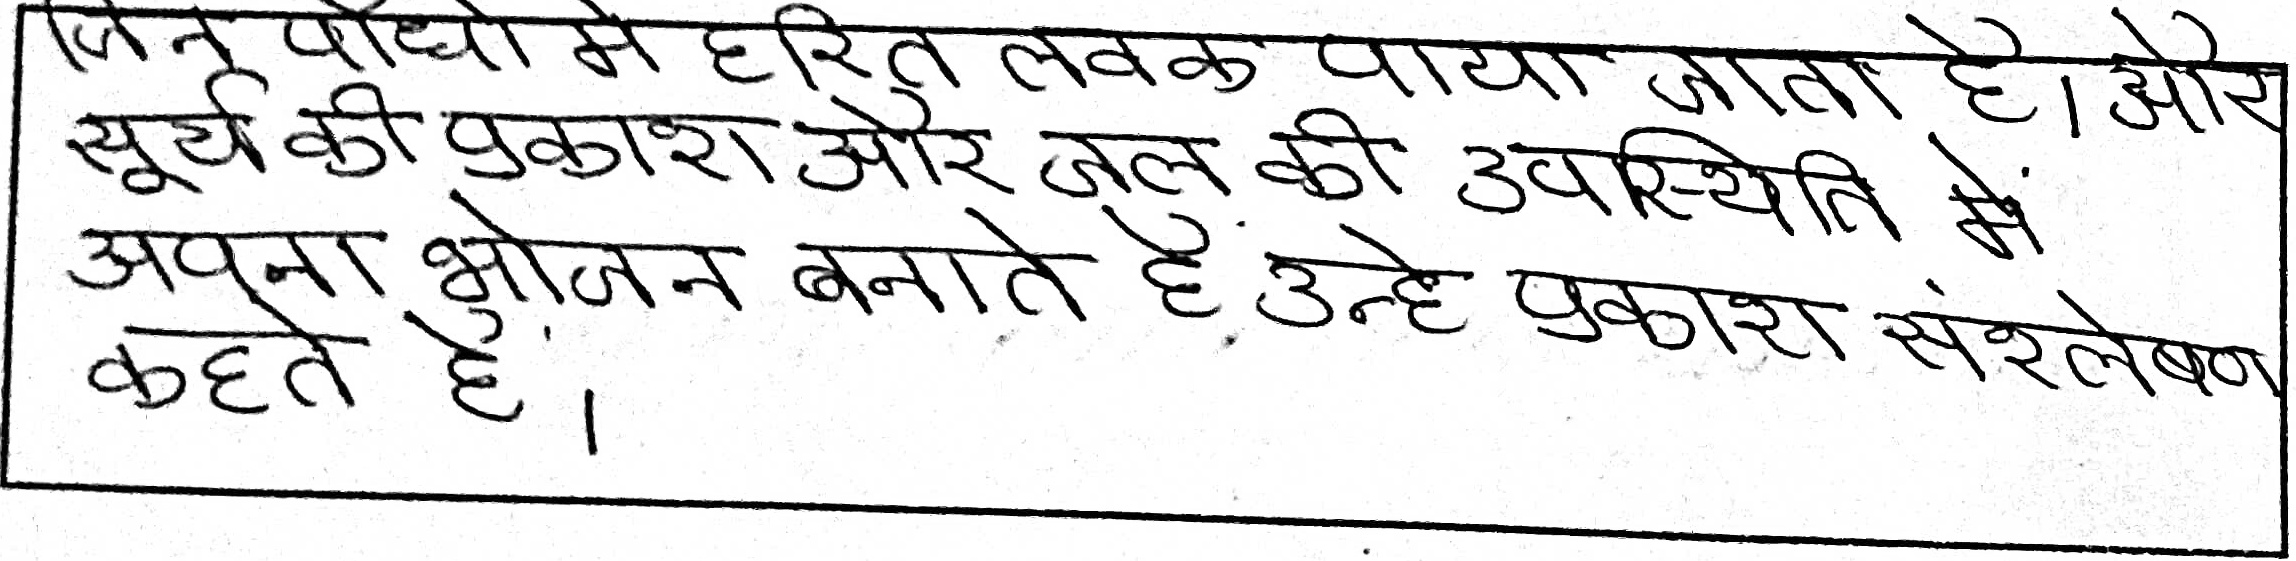 जिन पौधो मे हरित लवक पाया जाता है। और
सूर्य की प्रकाश और जल की उपस्थिति में
अपना भोजन बनाते है उन्हे प्रकाश संश्लेषण
कहते है।